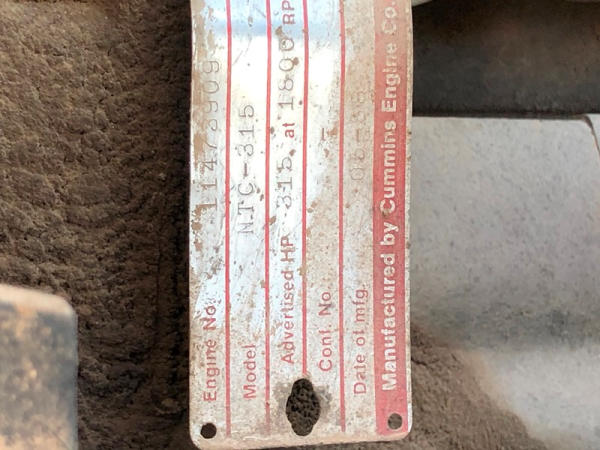 Engine No. 11473909
Model NTC-315
Advertised HP 315 at 1800 RP
Cont. No.
Date of mfg.
Manufactured by Cummins Engine Co.